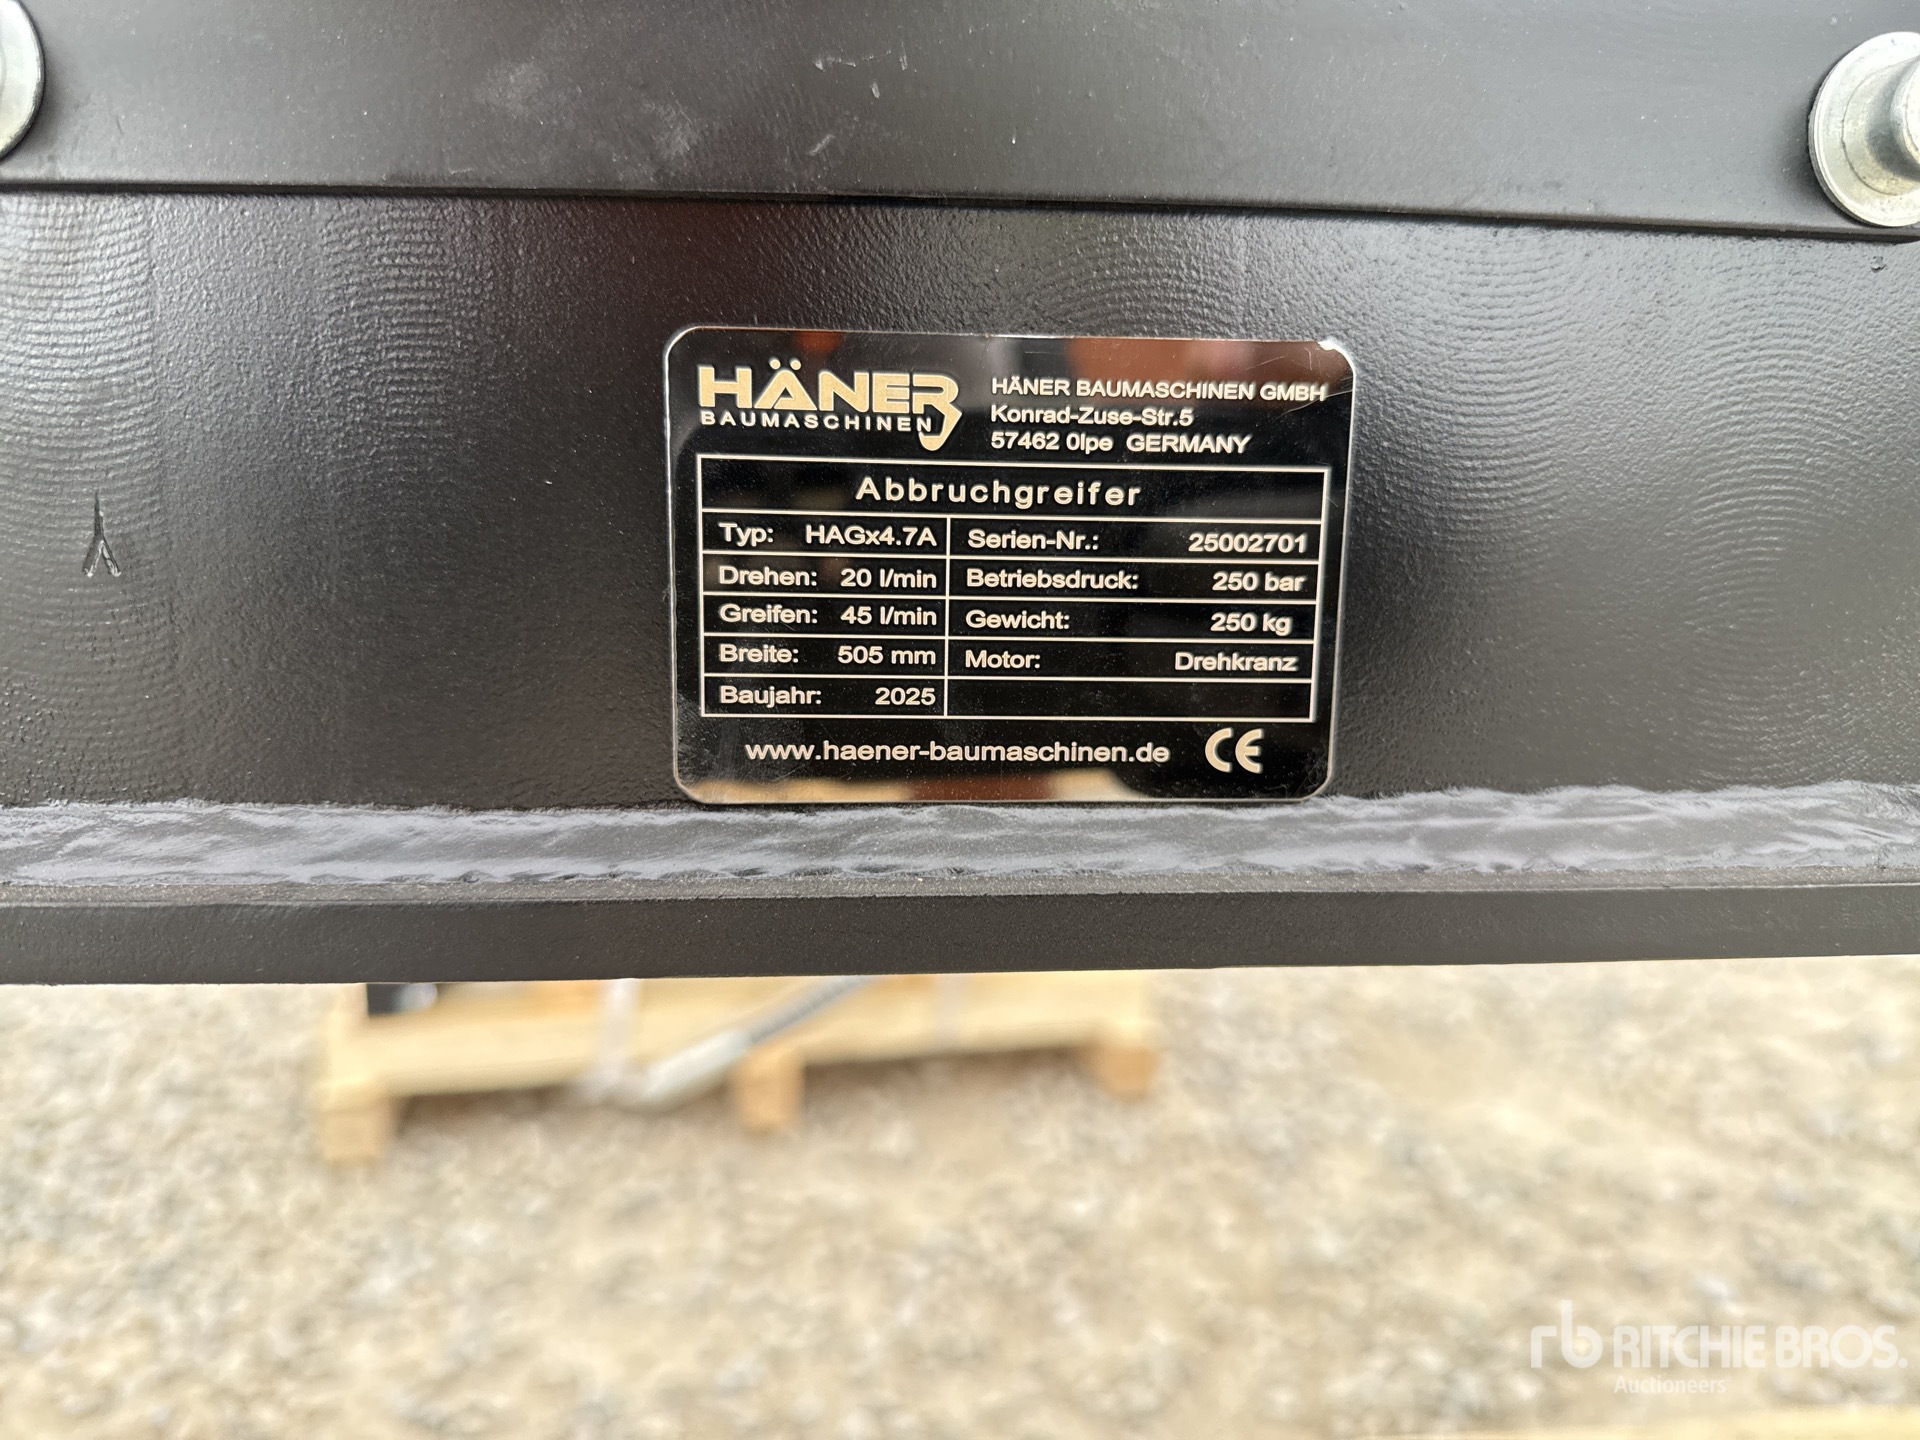 HÄNER
BAUMASCHINEN
HÄNER BAUMASCHINEN GMBH
Konrad-Zuse-Str.5
57462 0lpe GERMANY
Abbruchgreifer
Typ: HAGx4.7A Serien-Nr.: 25002701
Drehen: 20 l/min Betriebsdruck: 250 bar
Greifen: 45 l/min Gewicht: 250 kg
Breite: 505 mm Motor: Drehkranz
Baujahr: 2025
www.haener-baumaschinen.de CE
rb RITCHIE BROS.
Auctioneers